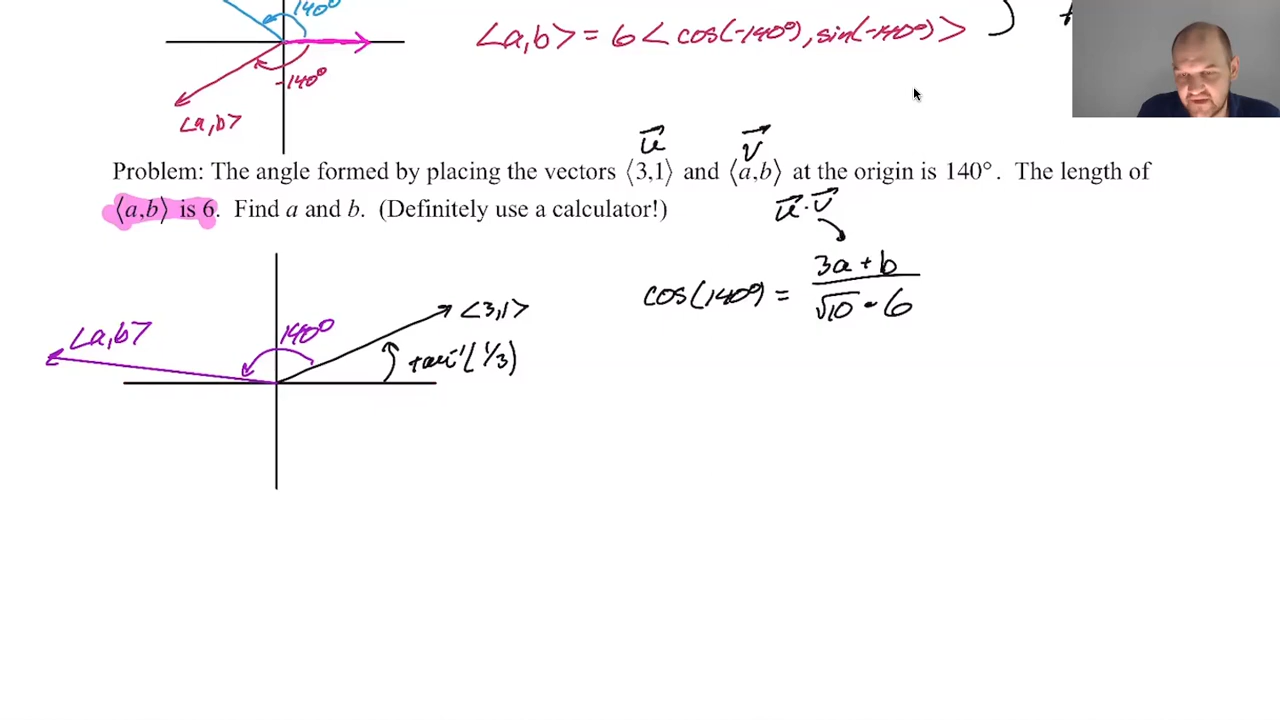 140°
<a,b> = 6 < cos(-140°), sin(-140°) >
-140°
<a,b>
u v
Problem: The angle formed by placing the vectors ⟨3,1⟩ and ⟨a,b⟩ at the origin is 140°. The length of
⟨a,b⟩ is 6. Find a and b. (Definitely use a calculator!)
u · v
3a + b
cos(140°) =
√10 · 6
<3,1>
<a,b>
140°
tan⁻¹(1/3)